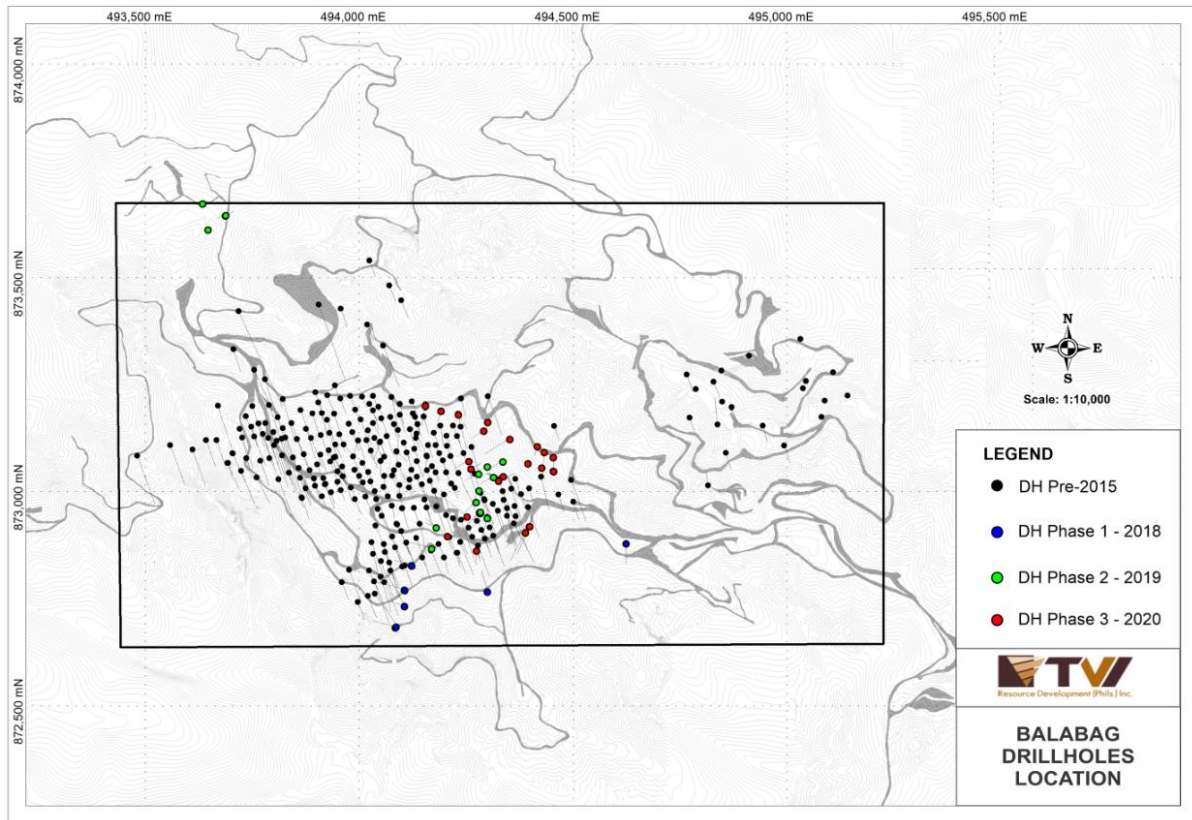 493,500 mE
494,000 mE
494,500 mE
495,000 mE
495,500 mE
874,000 mN
873,500 mN
873,000 mN
872,500 mN
N
W E
S
Scale: 1:10,000
LEGEND
DH Pre-2015
DH Phase 1 - 2018
DH Phase 2 - 2019
DH Phase 3 - 2020
TVI
Resource Development (Phils.) Inc.
BALABAG
DRILLHOLES
LOCATION